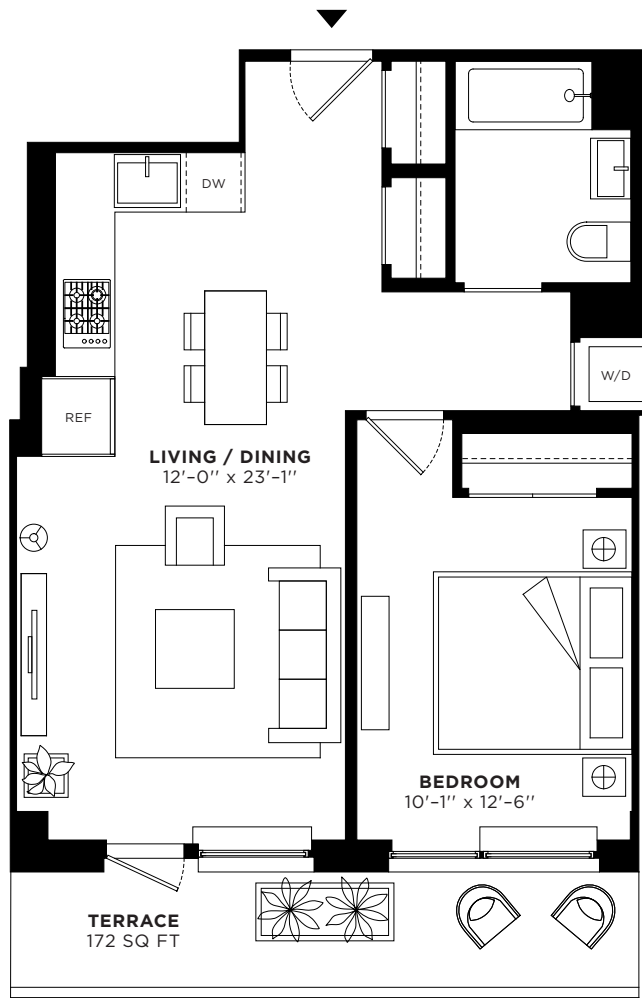 DW
W/D
REF
LIVING / DINING
12'-0'' x 23'-1''
BEDROOM
10'-1'' x 12'-6''
TERRACE
172 SQ FT